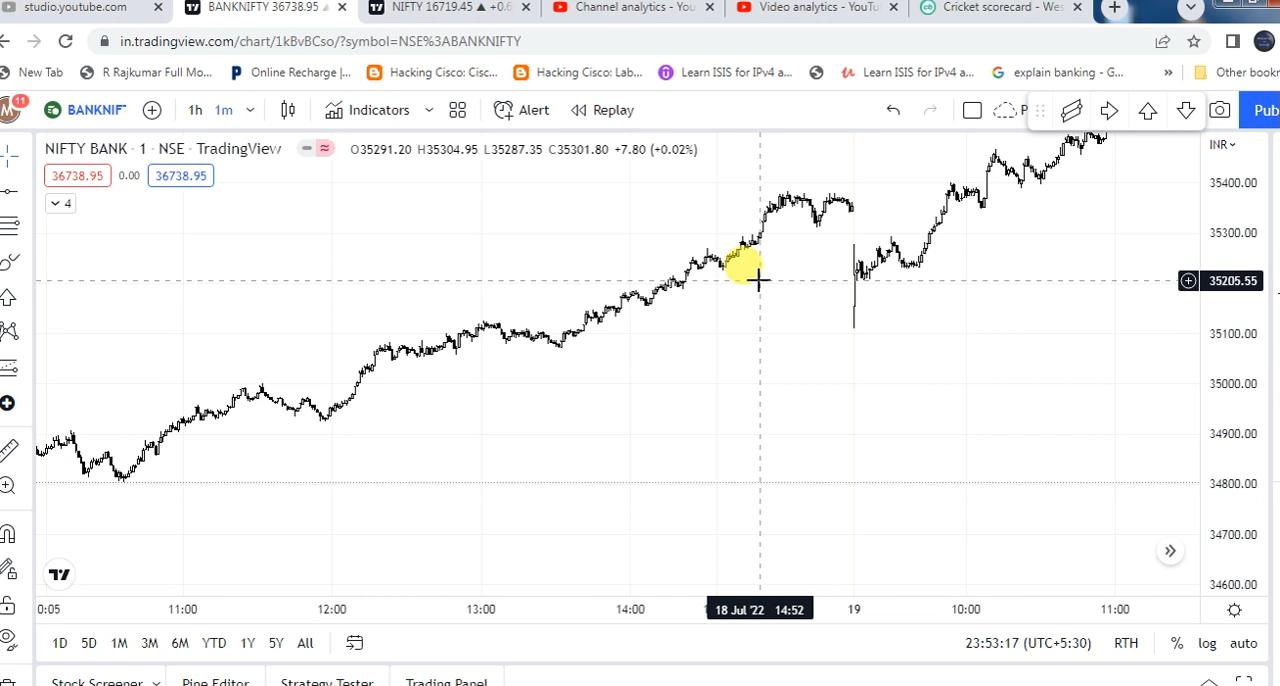 studio.youtube.com
BANKNIFTY 36738.95
NIFTY 16719.45 ▲ +0.6
Channel analytics - You
Video analytics - YouTu
Cricket scorecard - Wes
in.tradingview.com/chart/1kBvBCso/?symbol=NSE%3ABANKNIFTY
New Tab
R Rajkumar Full Mo...
Online Recharge |...
Hacking Cisco: Cisc...
Hacking Cisco: Lab...
Learn ISIS for IPv4 a...
Learn ISIS for IPv4 a...
explain banking - G...
»
Other bookr
M 11
BANKNIF
1h
1m
Indicators
Alert
Replay
P
Pub
NIFTY BANK · 1 · NSE · TradingView
O35301.20 H35304.95 L35287.35 C35301.80 +7.80 (+0.02%)
INR
36738.95
0.00
36738.95
4
35400.00
35300.00
35205.55
35100.00
35000.00
34900.00
34800.00
34700.00
34600.00
0:05
11:00
12:00
13:00
14:00
18 Jul '22 14:52
19
10:00
11:00
1D
5D
1M
3M
6M
YTD
1Y
5Y
All
23:53:17 (UTC+5:30)
RTH
%
log
auto
Stock Screener
Pine Editor
Strategy Tester
Trading Panel